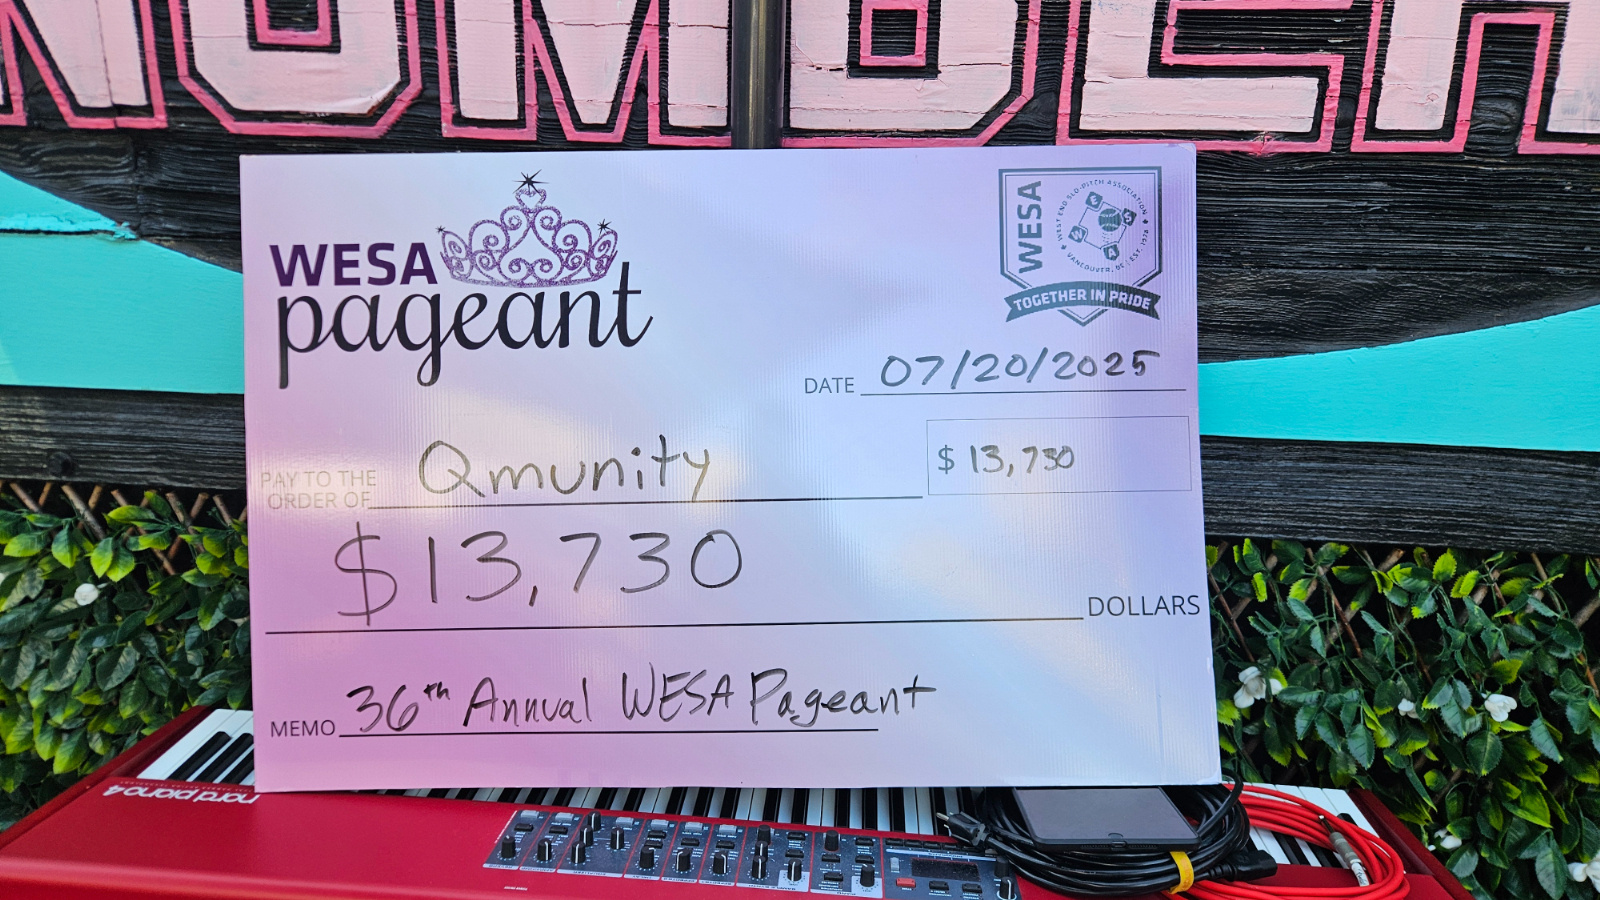 NUMBER
WESA
pageant
WESA
WEST END SLO-PITCH ASSOCIATION
E
S
W
A
VANCOUVER, BC | EST. 1978
TOGETHER IN PRIDE
DATE 07/20/2025
PAY TO THE
ORDER OF Qmunity
$ 13,730
$13,730
DOLLARS
MEMO 36th Annual WESA Pageant
nord piano 4